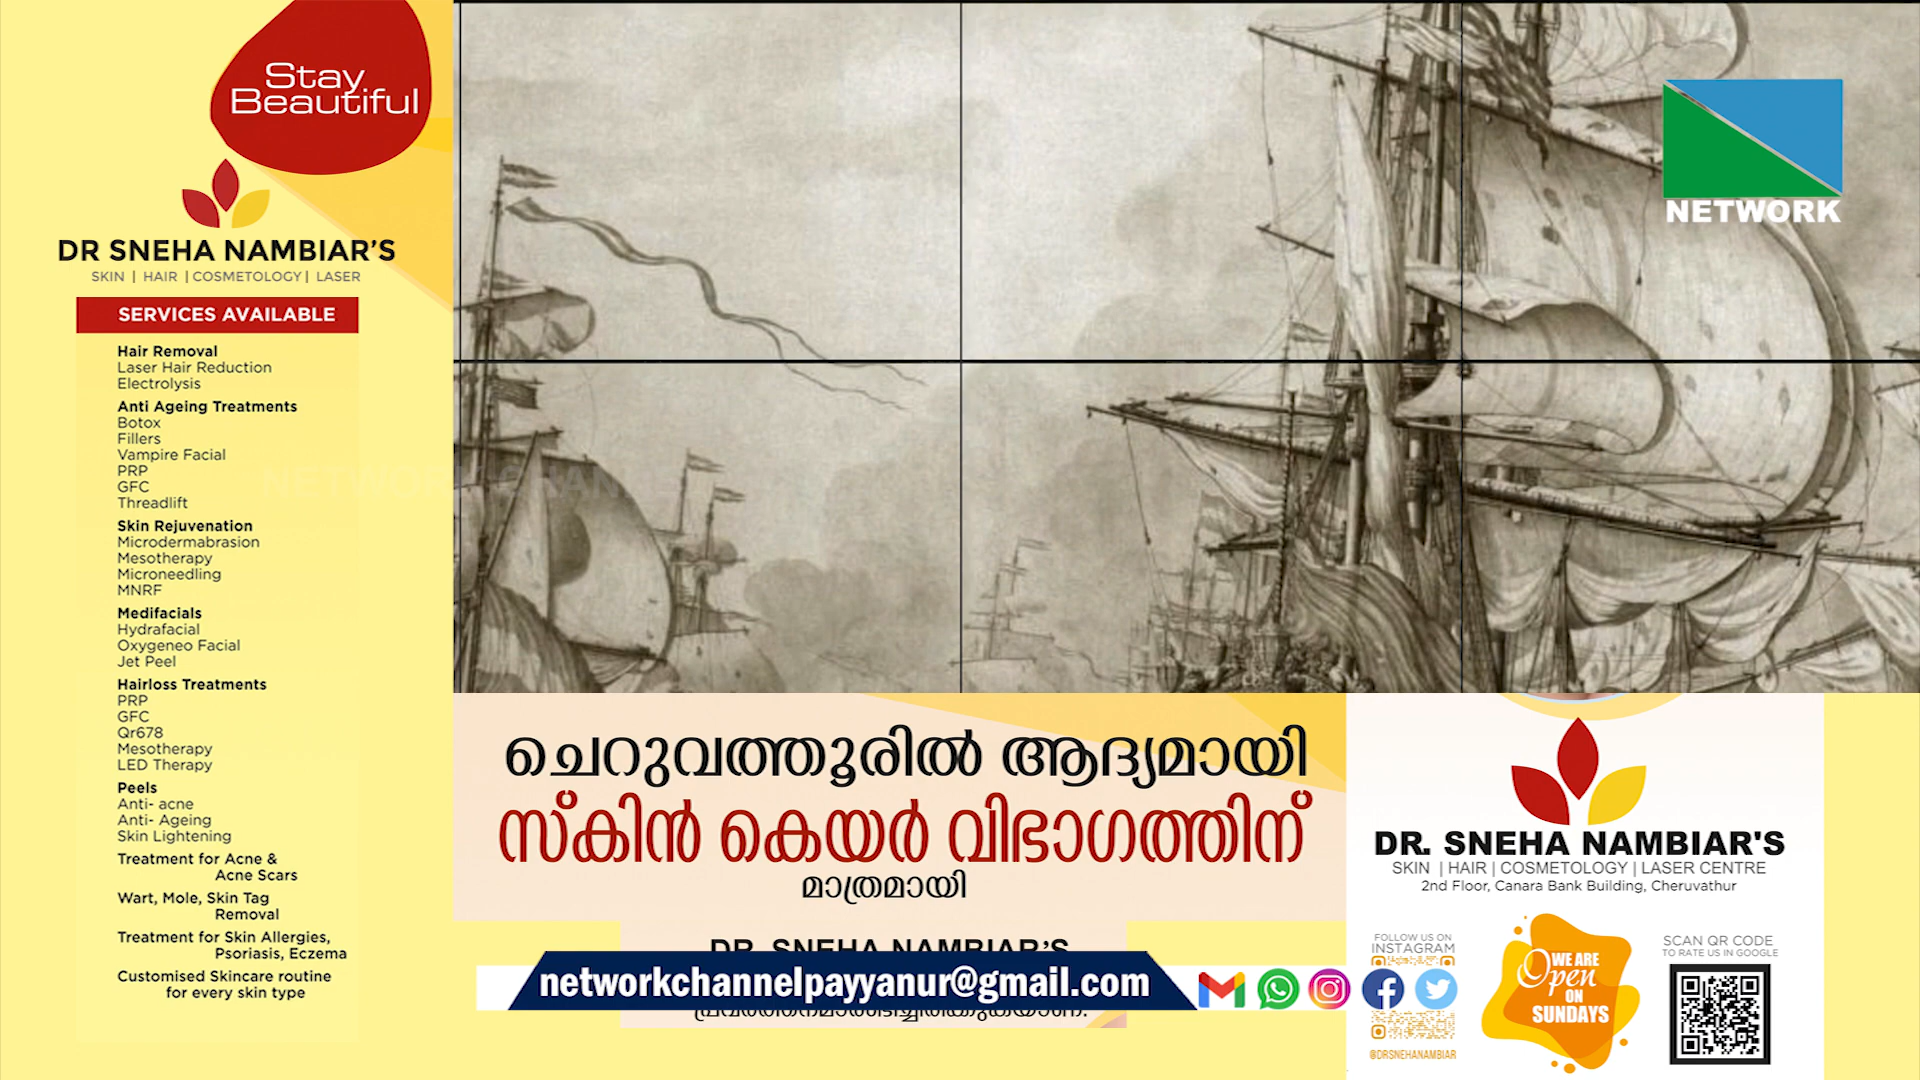 Stay
Beautiful
DR SNEHA NAMBIAR'S
SKIN | HAIR | COSMETOLOGY | LASER
SERVICES AVAILABLE
Hair Removal
Laser Hair Reduction
Electrolysis
Anti Ageing Treatments
Botox
Fillers
Vampire Facial
PRP
GFC
Threadlift
Skin Rejuvenation
Microdermabrasion
Mesotherapy
Microneedling
MNRF
Medifacials
Hydrafacial
Oxygeneo Facial
Jet Peel
Hairloss Treatments
PRP
GFC
Qr678
Mesotherapy
LED Therapy
Peels
Anti- acne
Anti- Ageing
Skin Lightening
Treatment for Acne &
Acne Scars
Wart, Mole, Skin Tag
Removal
Treatment for Skin Allergies,
Psoriasis, Eczema
Customised Skincare routine
for every skin type
NETWORK
ചെറുവത്തൂരിൽ ആദ്യമായി
സ്കിൻ കെയർ വിഭാഗത്തിന്
മാത്രമായി
DR. SNEHA NAMBIAR'S
networkchannelpayyanur@gmail.com
DR. SNEHA NAMBIAR'S
SKIN | HAIR | COSMETOLOGY | LASER CENTRE
2nd Floor, Canara Bank Building, Cheruvathur
FOLLOW US ON
INSTAGRAM
@DRSNEHANAMBIAR
WE ARE
Open
ON
SUNDAYS
SCAN QR CODE
TO RATE US IN GOOGLE